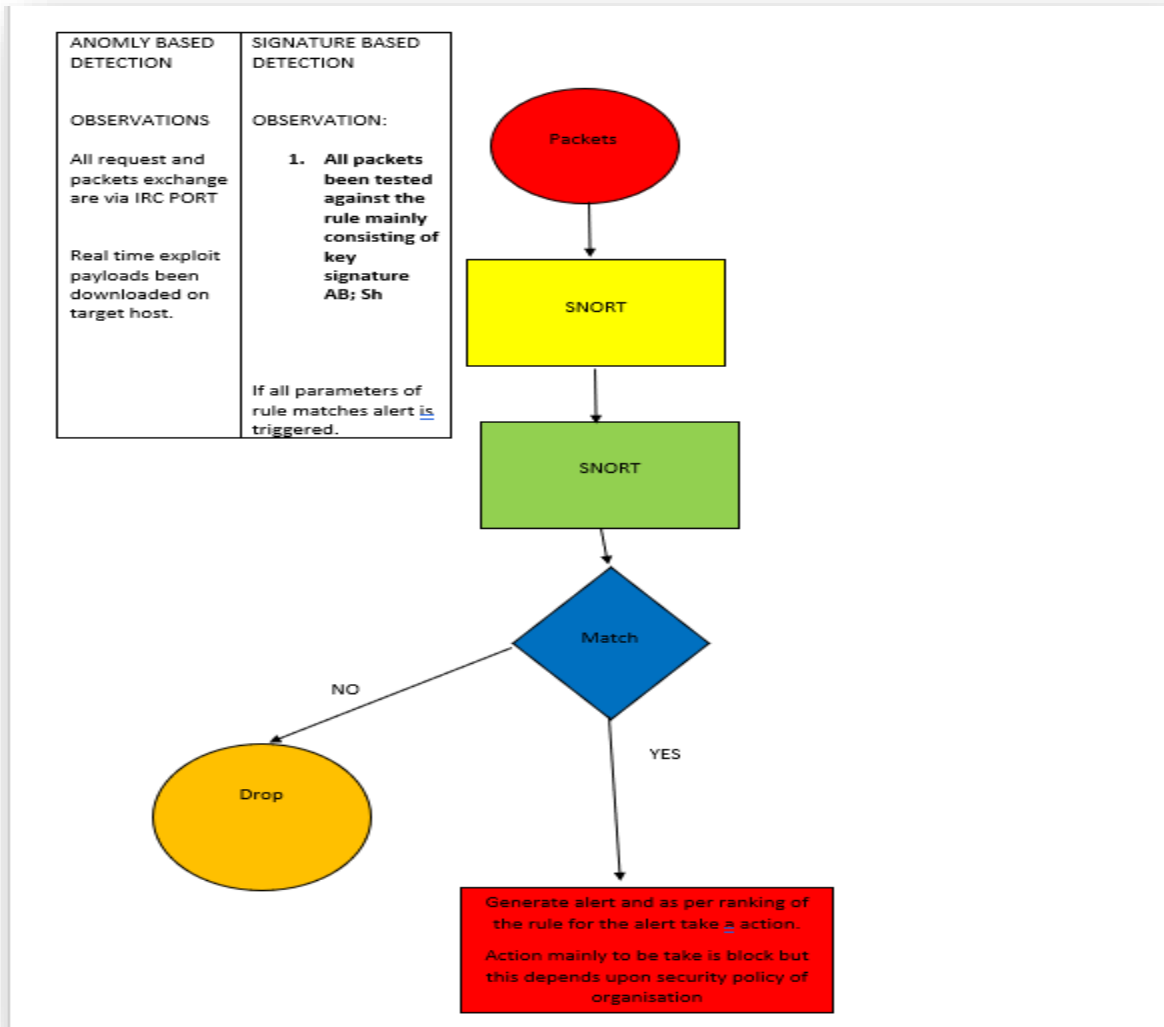 ANOMLY BASED
DETECTION
OBSERVATIONS
All request and
packets exchange
are via IRC PORT
Real time exploit
payloads been
downloaded on
target host.
SIGNATURE BASED
DETECTION
OBSERVATION:
1. All packets
been tested
against the
rule mainly
consisting of
key
signature
AB; Sh
If all parameters of
rule matches alert is
triggered.
Packets
SNORT
SNORT
Match
NO
YES
Drop
Generate alert and as per ranking of
the rule for the alert take a action.
Action mainly to be take is block but
this depends upon security policy of
organisation